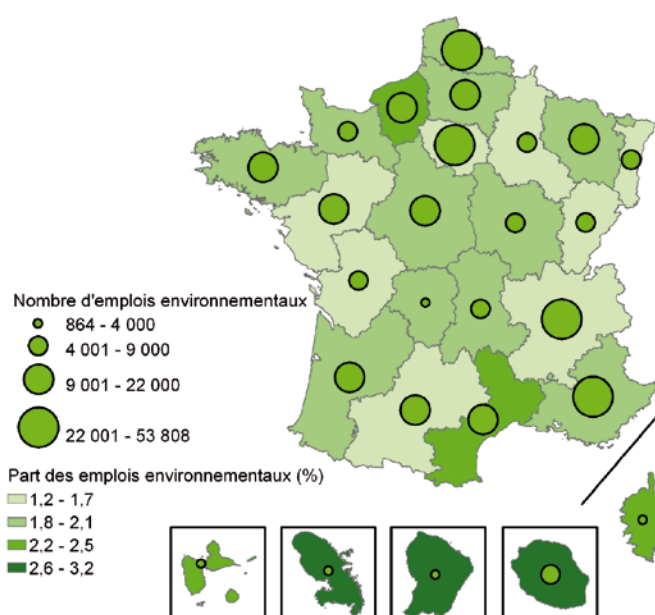 Nombre d'emplois environnementaux
864 - 4 000
4 001 - 9 000
9 001 - 22 000
22 001 - 53 808
Part des emplois environnementaux (%)
1,2 - 1,7
1,8 - 2,1
2,2 - 2,5
2,6 - 3,2